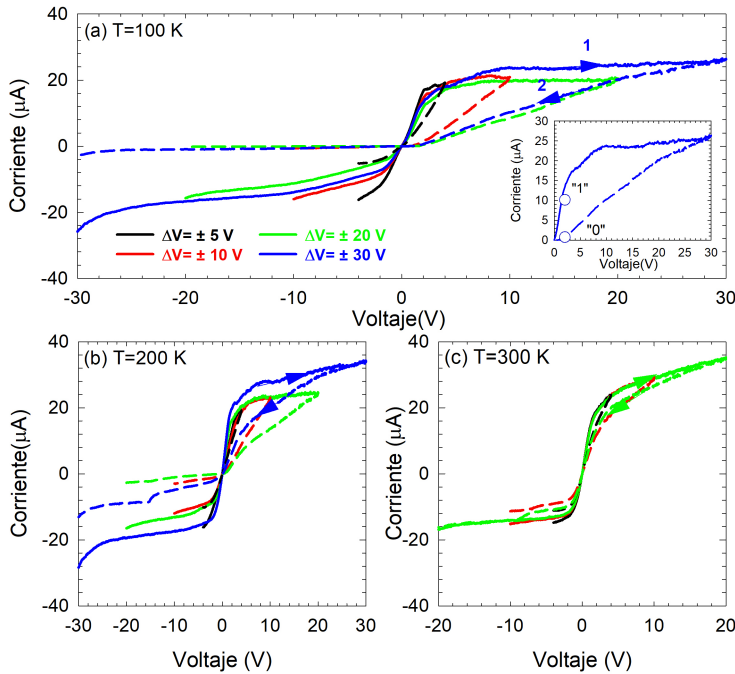 (a) T=100 K
Corriente (µA)
40
20
0
-20
-40
1
2
ΔV= ± 5 V
ΔV= ± 20 V
ΔV= ± 10 V
ΔV= ± 30 V
-30 -20 -10 0 10 20 30
Voltaje(V)
Corriente (µA)
30
25
20
15
10
5
0
"1"
"0"
0 5 10 15 20 25 30
Voltaje(V)
(b) T=200 K
Corriente(µA)
40
20
0
-20
-40
-30 -20 -10 0 10 20 30
Voltaje (V)
(c) T=300 K
Corriente (µA)
40
20
0
-20
-40
-20 -10 0 10 20
Voltaje (V)